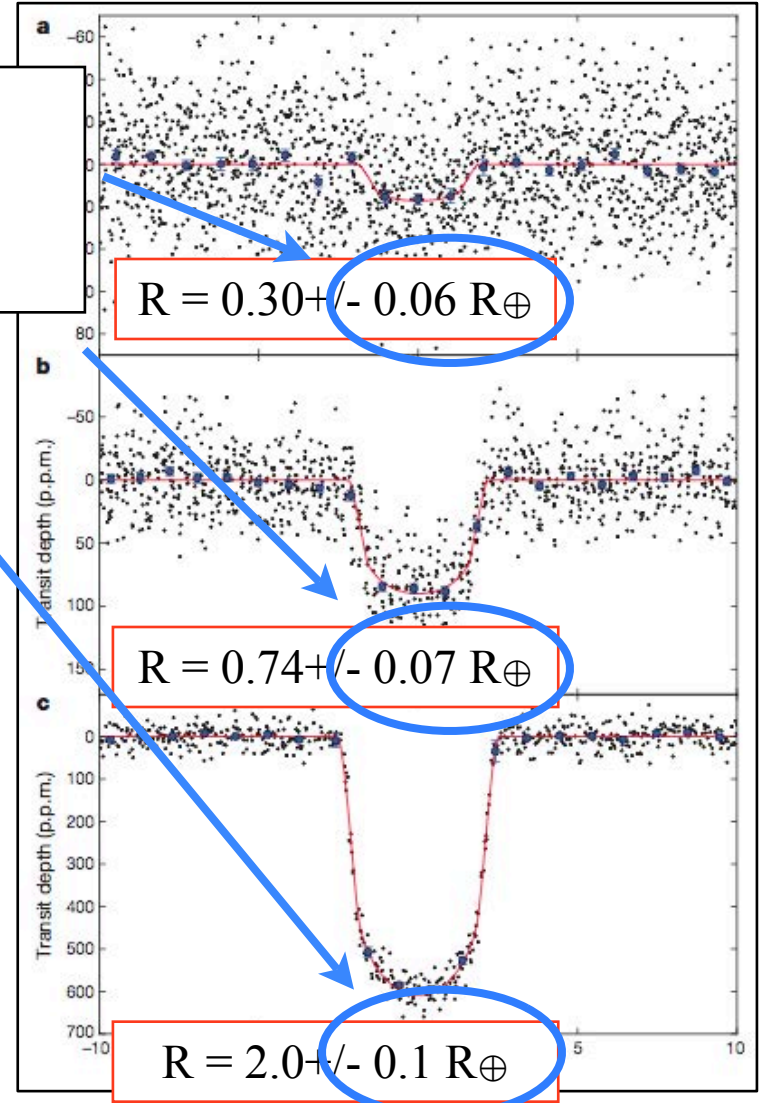 a
-60
R = 0.30+/- 0.06 R⊕
80
b
-50
0
50
100
Transit depth (p.p.m.)
R = 0.74+/- 0.07 R⊕
c
0
100
200
300
400
500
600
700
Transit depth (p.p.m.)
-10
5
10
R = 2.0+/- 0.1 R⊕